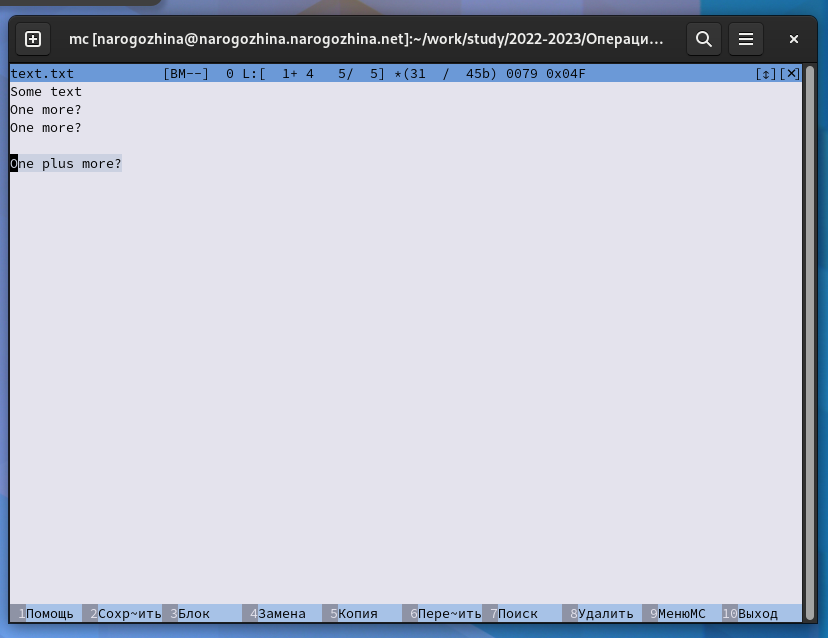 mc [narogozhina@narogozhina.narogozhina.net]:~/work/study/2022-2023/Операци...
text.txt [BM--] 0 L:[ 1+ 4 5/ 5] *(31 / 45b) 0079 0x04F [↕][✕]
Some text
One more?
One more?
One plus more?
1Помощь 2Сохр~ить 3Блок 4Замена 5Копия 6Пере~ить 7Поиск 8Удалить 9МенюMC 10Выход